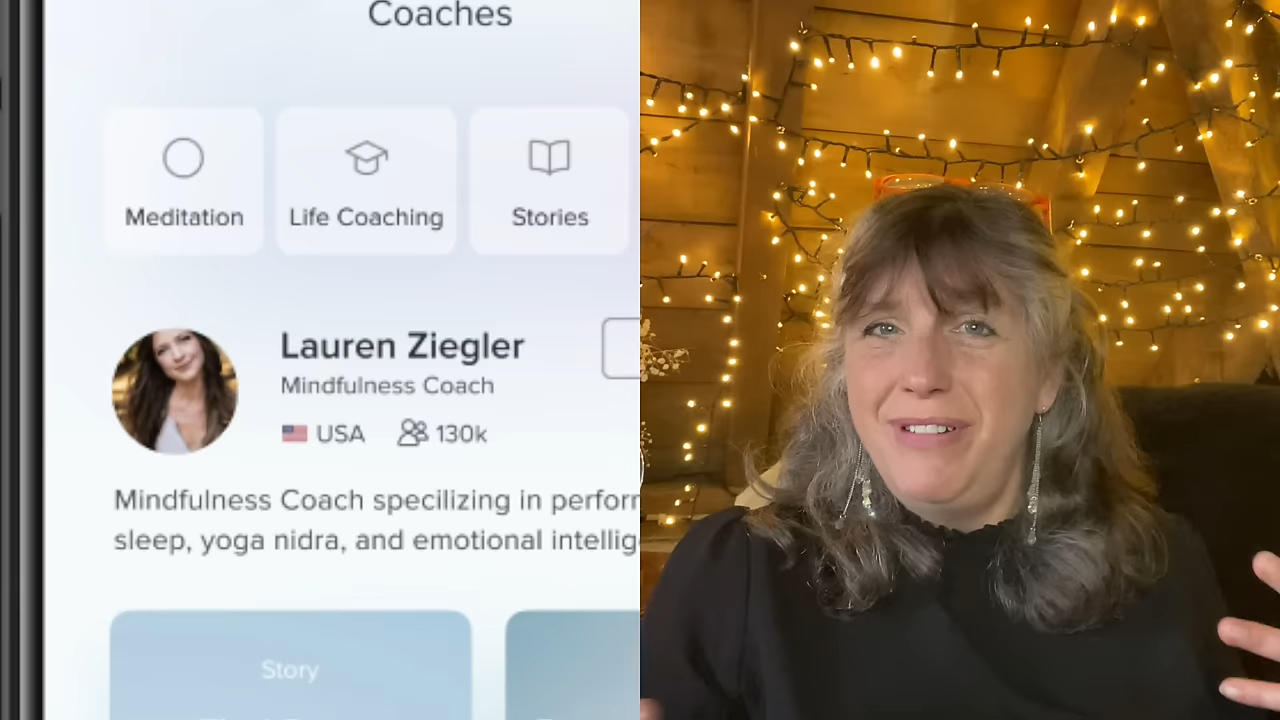 Coaches
Meditation
Life Coaching
Stories
Lauren Ziegler
Mindfulness Coach
USA 130k
Mindfulness Coach specilizing in perfor
sleep, yoga nidra, and emotional intellig
Story